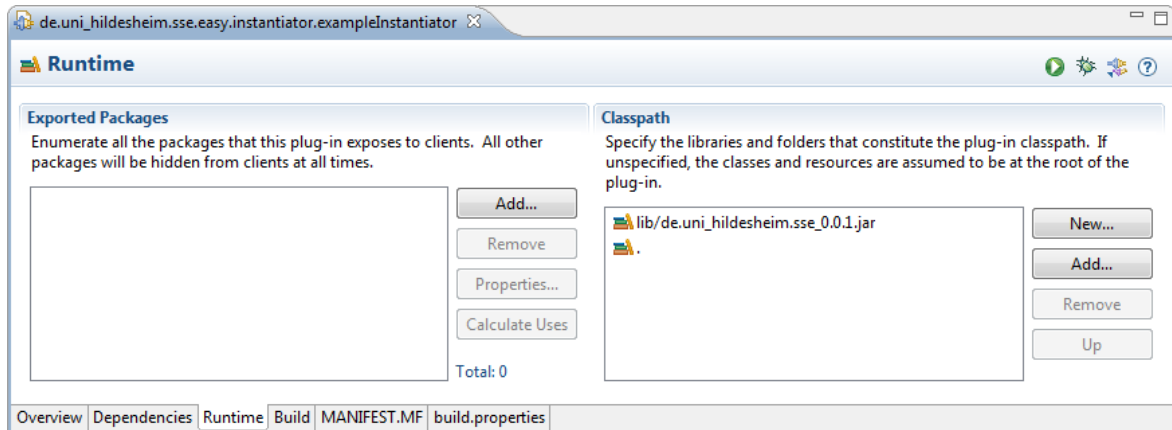 de.uni_hildesheim.sse.easy.instantiator.exampleInstantiator
Runtime
Exported Packages
Enumerate all the packages that this plug-in exposes to clients. All other
packages will be hidden from clients at all times.
Add...
Remove
Properties...
Calculate Uses
Total: 0
Classpath
Specify the libraries and folders that constitute the plug-in classpath. If
unspecified, the classes and resources are assumed to be at the root of the
plug-in.
lib/de.uni_hildesheim.sse_0.0.1.jar
.
New...
Add...
Remove
Up
Overview Dependencies Runtime Build MANIFEST.MF build.properties